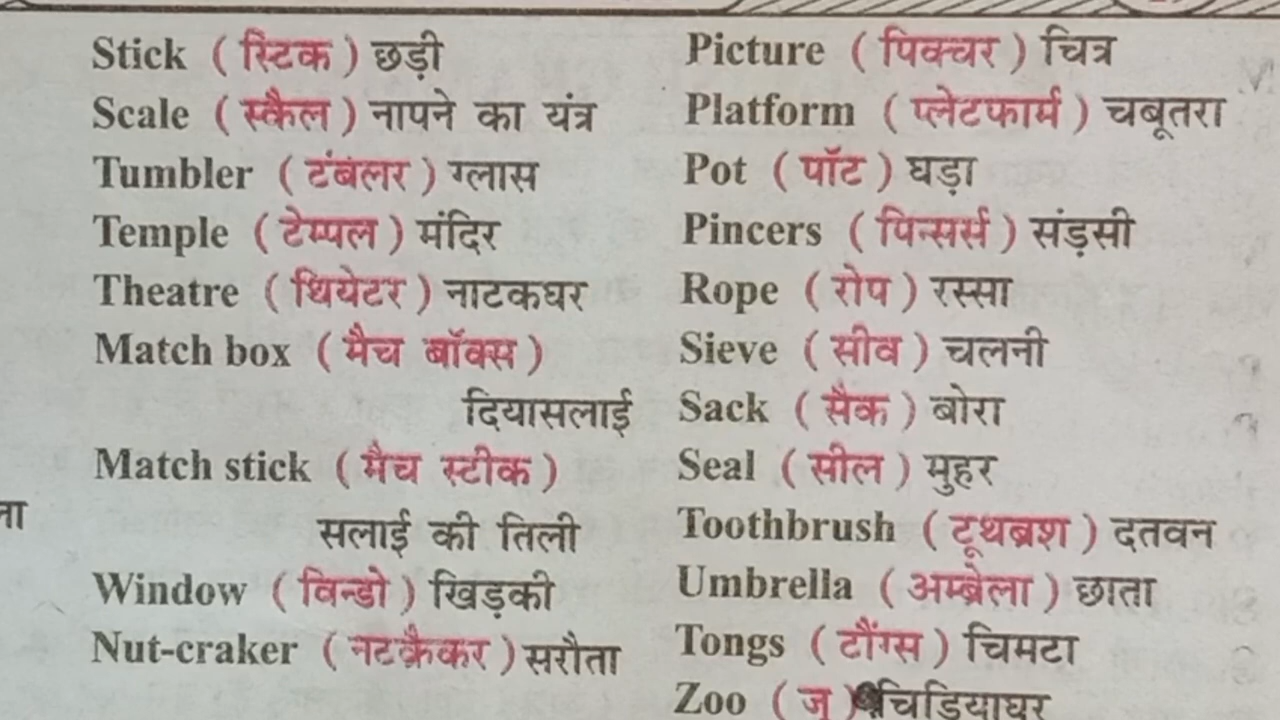 Stick ( स्टिक ) छड़ी
Scale ( स्कैल ) नापने का यंत्र
Tumbler ( टंबलर ) ग्लास
Temple ( टेम्पल ) मंदिर
Theatre ( थियेटर ) नाटकघर
Match box ( मैच बॉक्स )
दियासलाई
Match stick ( मैच स्टीक )
सलाई की तिली
Window ( विन्डो ) खिड़की
Nut-craker ( नटक्रैकर ) सरौता
Picture ( पिक्चर ) चित्र
Platform ( प्लेटफार्म ) चबूतरा
Pot ( पॉट ) घड़ा
Pincers ( पिन्सर्स ) संड़सी
Rope ( रोप ) रस्सा
Sieve ( सीव ) चलनी
Sack ( सैक ) बोरा
Seal ( सील ) मुहर
Toothbrush ( टूथब्रश ) दतवन
Umbrella ( अम्ब्रेला ) छाता
Tongs ( टौंग्स ) चिमटा
Zoo ( जू ) चिड़ियाघर